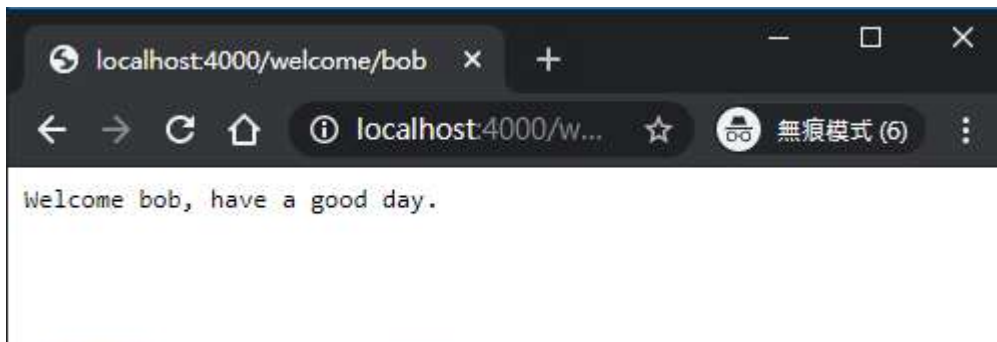 localhost:4000/welcome/bob
localhost:4000/w... 無痕模式 (6)
Welcome bob, have a good day.